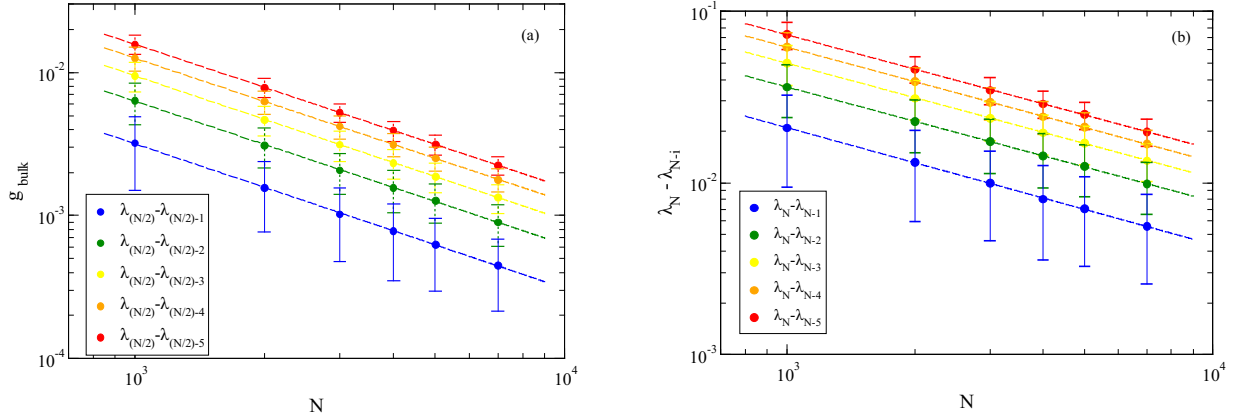 (a)
10^-2
10^-3
10^-4
g bulk
λ(N/2)-λ(N/2)-1
λ(N/2)-λ(N/2)-2
λ(N/2)-λ(N/2)-3
λ(N/2)-λ(N/2)-4
λ(N/2)-λ(N/2)-5
10^3
10^4
N
(b)
10^-1
10^-2
10^-3
λN - λN-i
λN-λN-1
λN-λN-2
λN-λN-3
λN-λN-4
λN-λN-5
10^3
10^4
N